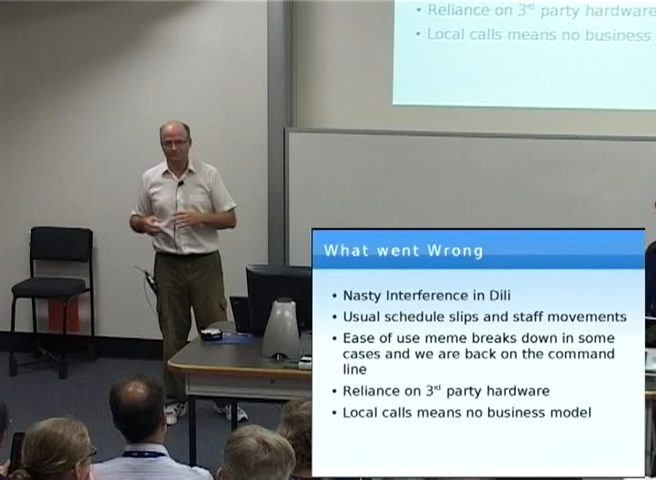 • Reliance on 3rd party hardware
• Local calls means no business
What went Wrong
• Nasty Interference in Dili
• Usual schedule slips and staff movements
• Ease of use meme breaks down in some
cases and we are back on the command
line
• Reliance on 3rd party hardware
• Local calls means no business model